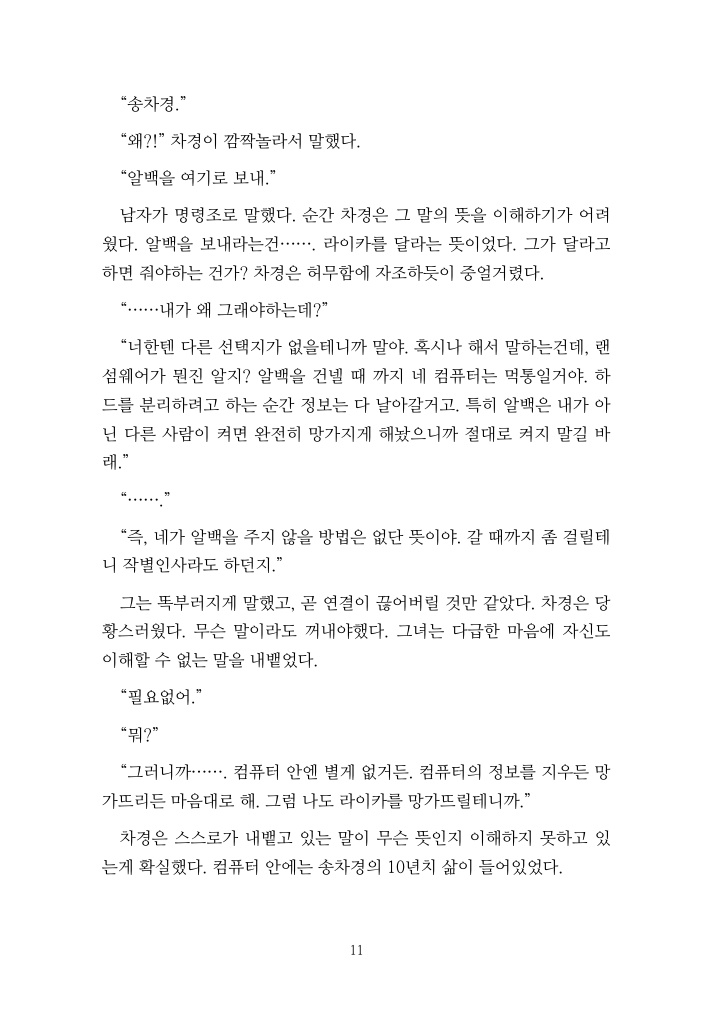 “송차경.”
“왜?!” 차경이 깜짝놀라서 말했다.
“알백을 여기로 보내.”
남자가 명령조로 말했다. 순간 차경은 그 말의 뜻을 이해하기가 어려
웠다. 알백을 보내라는건……. 라이카를 달라는 뜻이었다. 그가 달라고
하면 줘야하는 건가? 차경은 허무함에 자조하듯이 중얼거렸다.
“……내가 왜 그래야하는데?”
“너한텐 다른 선택지가 없을테니까 말야. 혹시나 해서 말하는건데, 랜
섬웨어가 뭔진 알지? 알백을 건넬 때 까지 네 컴퓨터는 먹통일거야. 하
드를 분리하려고 하는 순간 정보는 다 날아갈거고. 특히 알백은 내가 아
닌 다른 사람이 켜면 완전히 망가지게 해놨으니까 절대로 켜지 말길 바
래.”
“…….”
“즉, 네가 알백을 주지 않을 방법은 없단 뜻이야. 갈 때까지 좀 걸릴테
니 작별인사라도 하던지.”
그는 똑부러지게 말했고, 곧 연결이 끊어버릴 것만 같았다. 차경은 당
황스러웠다. 무슨 말이라도 꺼내야했다. 그녀는 다급한 마음에 자신도
이해할 수 없는 말을 내뱉었다.
“필요없어.”
“뭐?”
“그러니까……. 컴퓨터 안엔 별게 없거든. 컴퓨터의 정보를 지우든 망
가뜨리든 마음대로 해. 그럼 나도 라이카를 망가뜨릴테니까.”
차경은 스스로가 내뱉고 있는 말이 무슨 뜻인지 이해하지 못하고 있
는게 확실했다. 컴퓨터 안에는 송차경의 10년치 삶이 들어있었다.
11